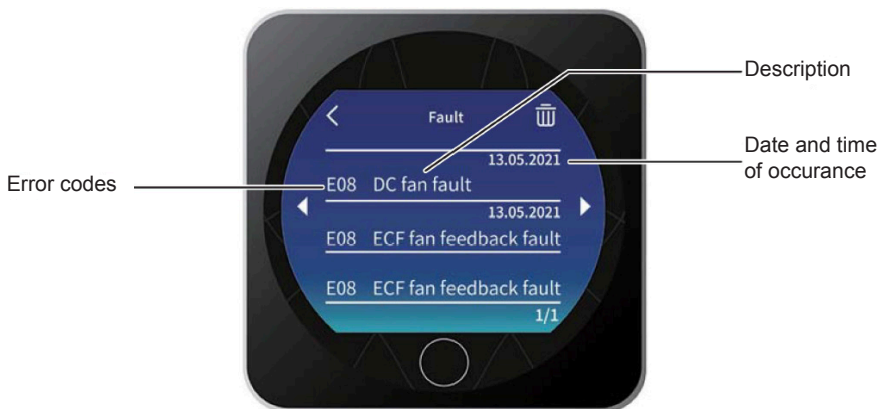 Description
Fault
13.05.2021
Date and time
of occurance
Error codes
E08 DC fan fault
13.05.2021
E08 ECF fan feedback fault
E08 ECF fan feedback fault
1/1